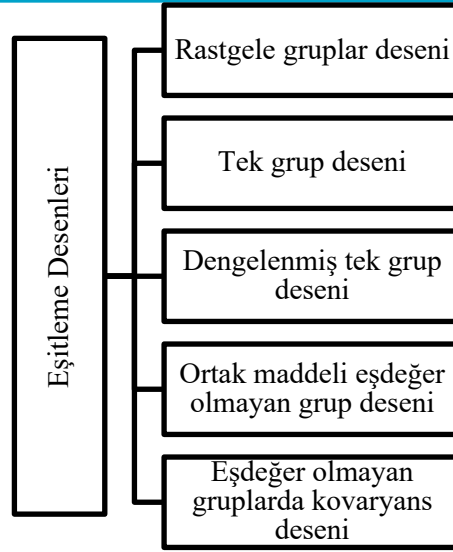 Eşitleme Desenleri
Rastgele gruplar deseni
Tek grup deseni
Dengelenmiş tek grup
deseni
Ortak maddeli eşdeğer
olmayan grup deseni
Eşdeğer olmayan
gruplarda kovaryans
deseni